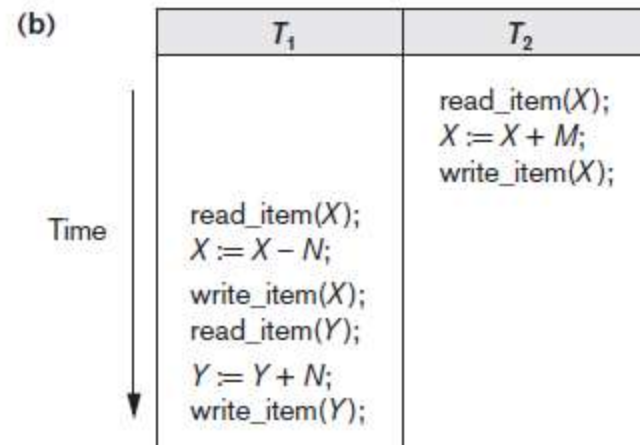 (b)
T₁ T₂
read_item(X);
X := X + M;
write_item(X);
read_item(X);
X := X – N;
Time
write_item(X);
read_item(Y);
Y := Y + N;
write_item(Y);